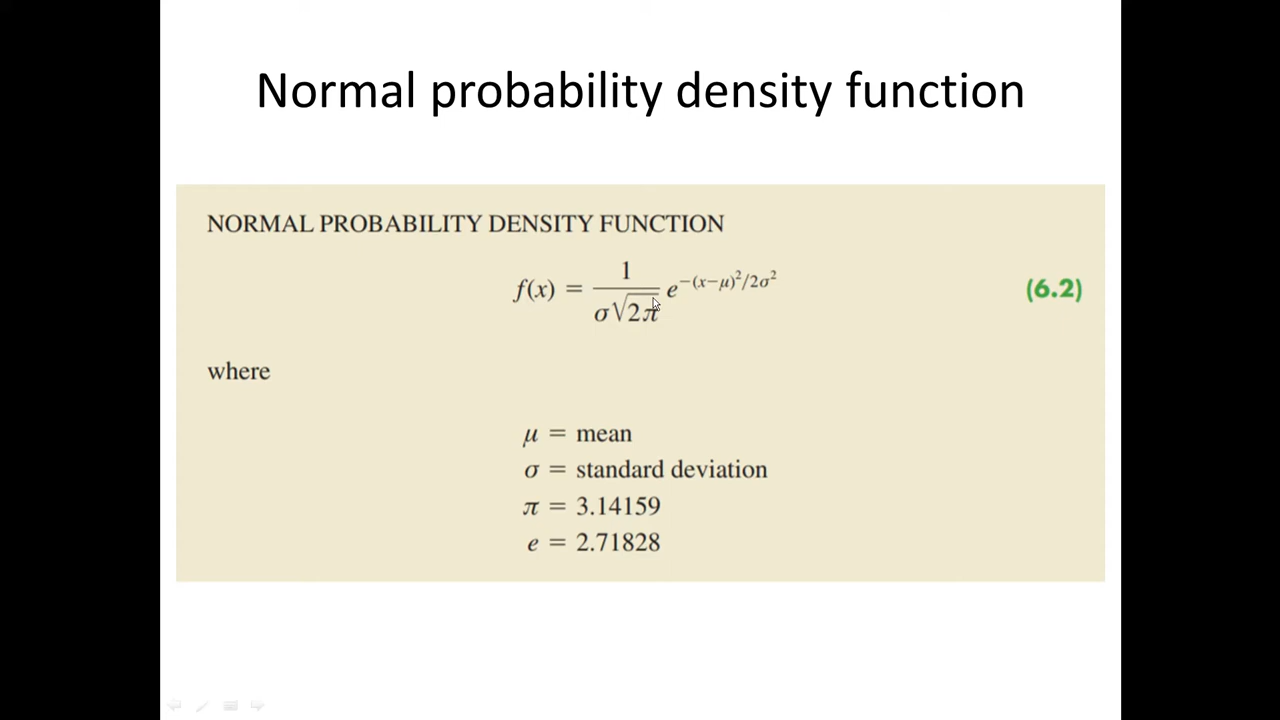 Normal probability density function
NORMAL PROBABILITY DENSITY FUNCTION
f(x) = 1/(σ√2π) e^−(x−μ)²/2σ² (6.2)
where
μ = mean
σ = standard deviation
π = 3.14159
e = 2.71828